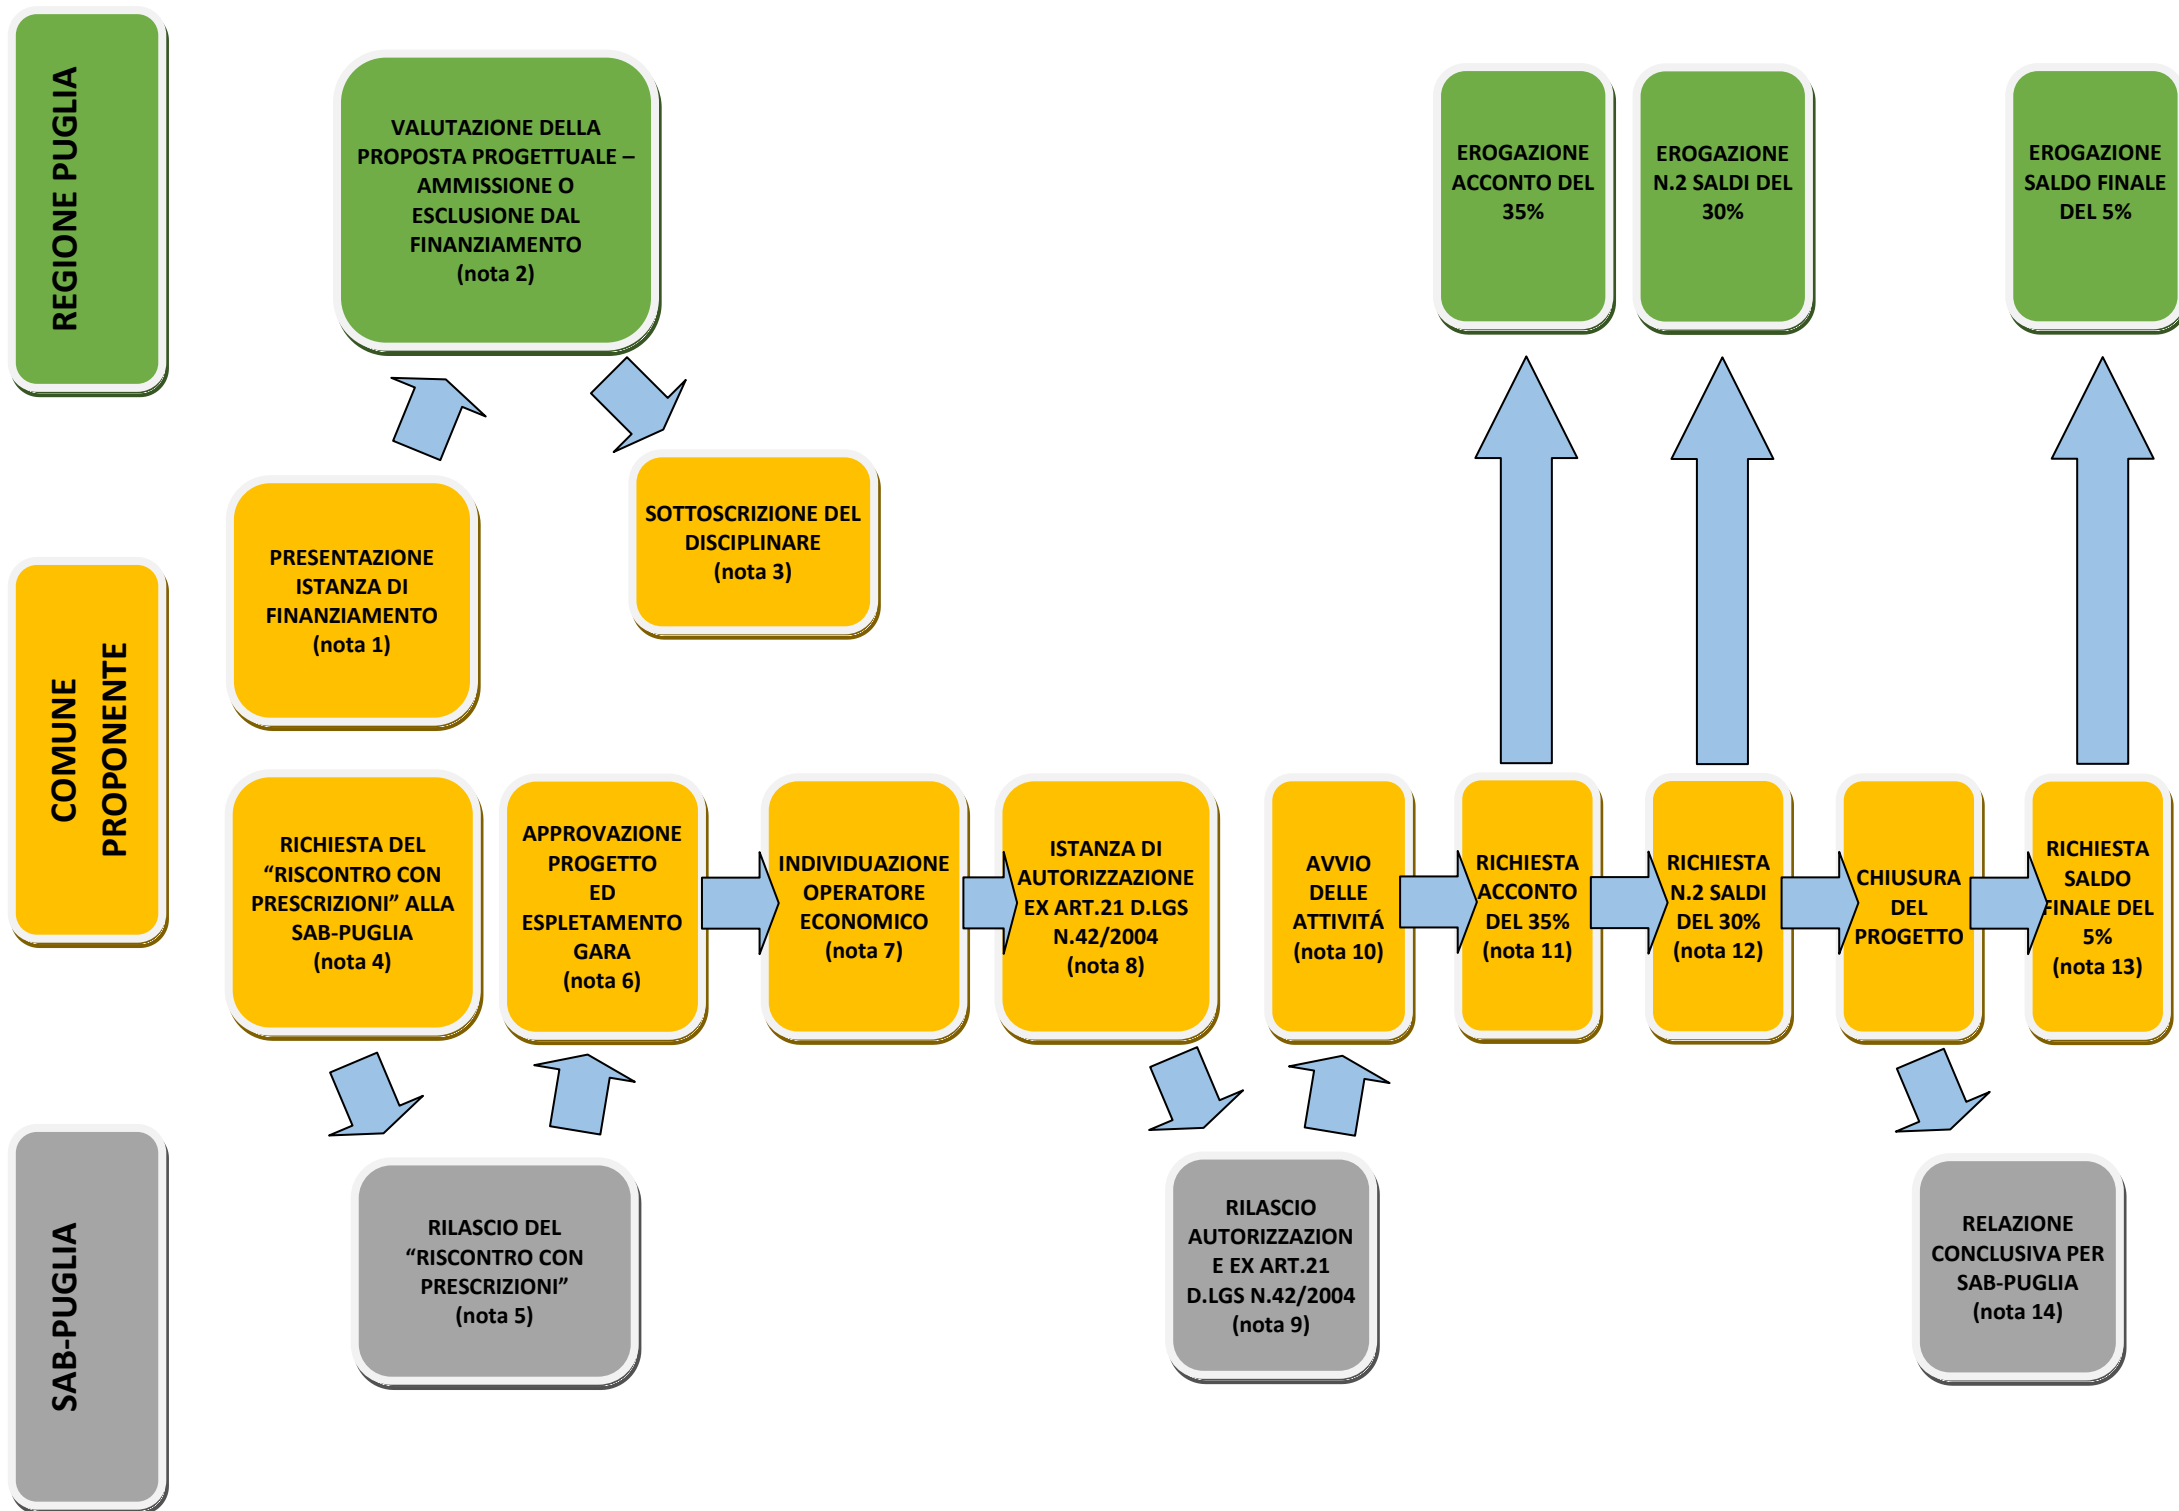 REGIONE PUGLIA
VALUTAZIONE DELLA
PROPOSTA PROGETTUALE –
AMMISSIONE O
ESCLUSIONE DAL
FINANZIAMENTO
(nota 2)
EROGAZIONE
ACCONTO DEL
35%
EROGAZIONE
N.2 SALDI DEL
30%
EROGAZIONE
SALDO FINALE
DEL 5%
COMUNE
PROPONENTE
PRESENTAZIONE
ISTANZA DI
FINANZIAMENTO
(nota 1)
SOTTOSCRIZIONE DEL
DISCIPLINARE
(nota 3)
RICHIESTA DEL
“RISCONTRO CON
PRESCRIZIONI” ALLA
SAB-PUGLIA
(nota 4)
APPROVAZIONE
PROGETTO
ED
ESPLETAMENTO
GARA
(nota 6)
INDIVIDUAZIONE
OPERATORE
ECONOMICO
(nota 7)
ISTANZA DI
AUTORIZZAZIONE
EX ART.21 D.LGS
N.42/2004
(nota 8)
AVVIO
DELLE
ATTIVITÁ
(nota 10)
RICHIESTA
ACCONTO
DEL 35%
(nota 11)
RICHIESTA
N.2 SALDI
DEL 30%
(nota 12)
CHIUSURA
DEL
PROGETTO
RICHIESTA
SALDO
FINALE DEL
5%
(nota 13)
SAB-PUGLIA
RILASCIO DEL
“RISCONTRO CON
PRESCRIZIONI”
(nota 5)
RILASCIO
AUTORIZZAZION
E EX ART.21
D.LGS N.42/2004
(nota 9)
RELAZIONE
CONCLUSIVA PER
SAB-PUGLIA
(nota 14)